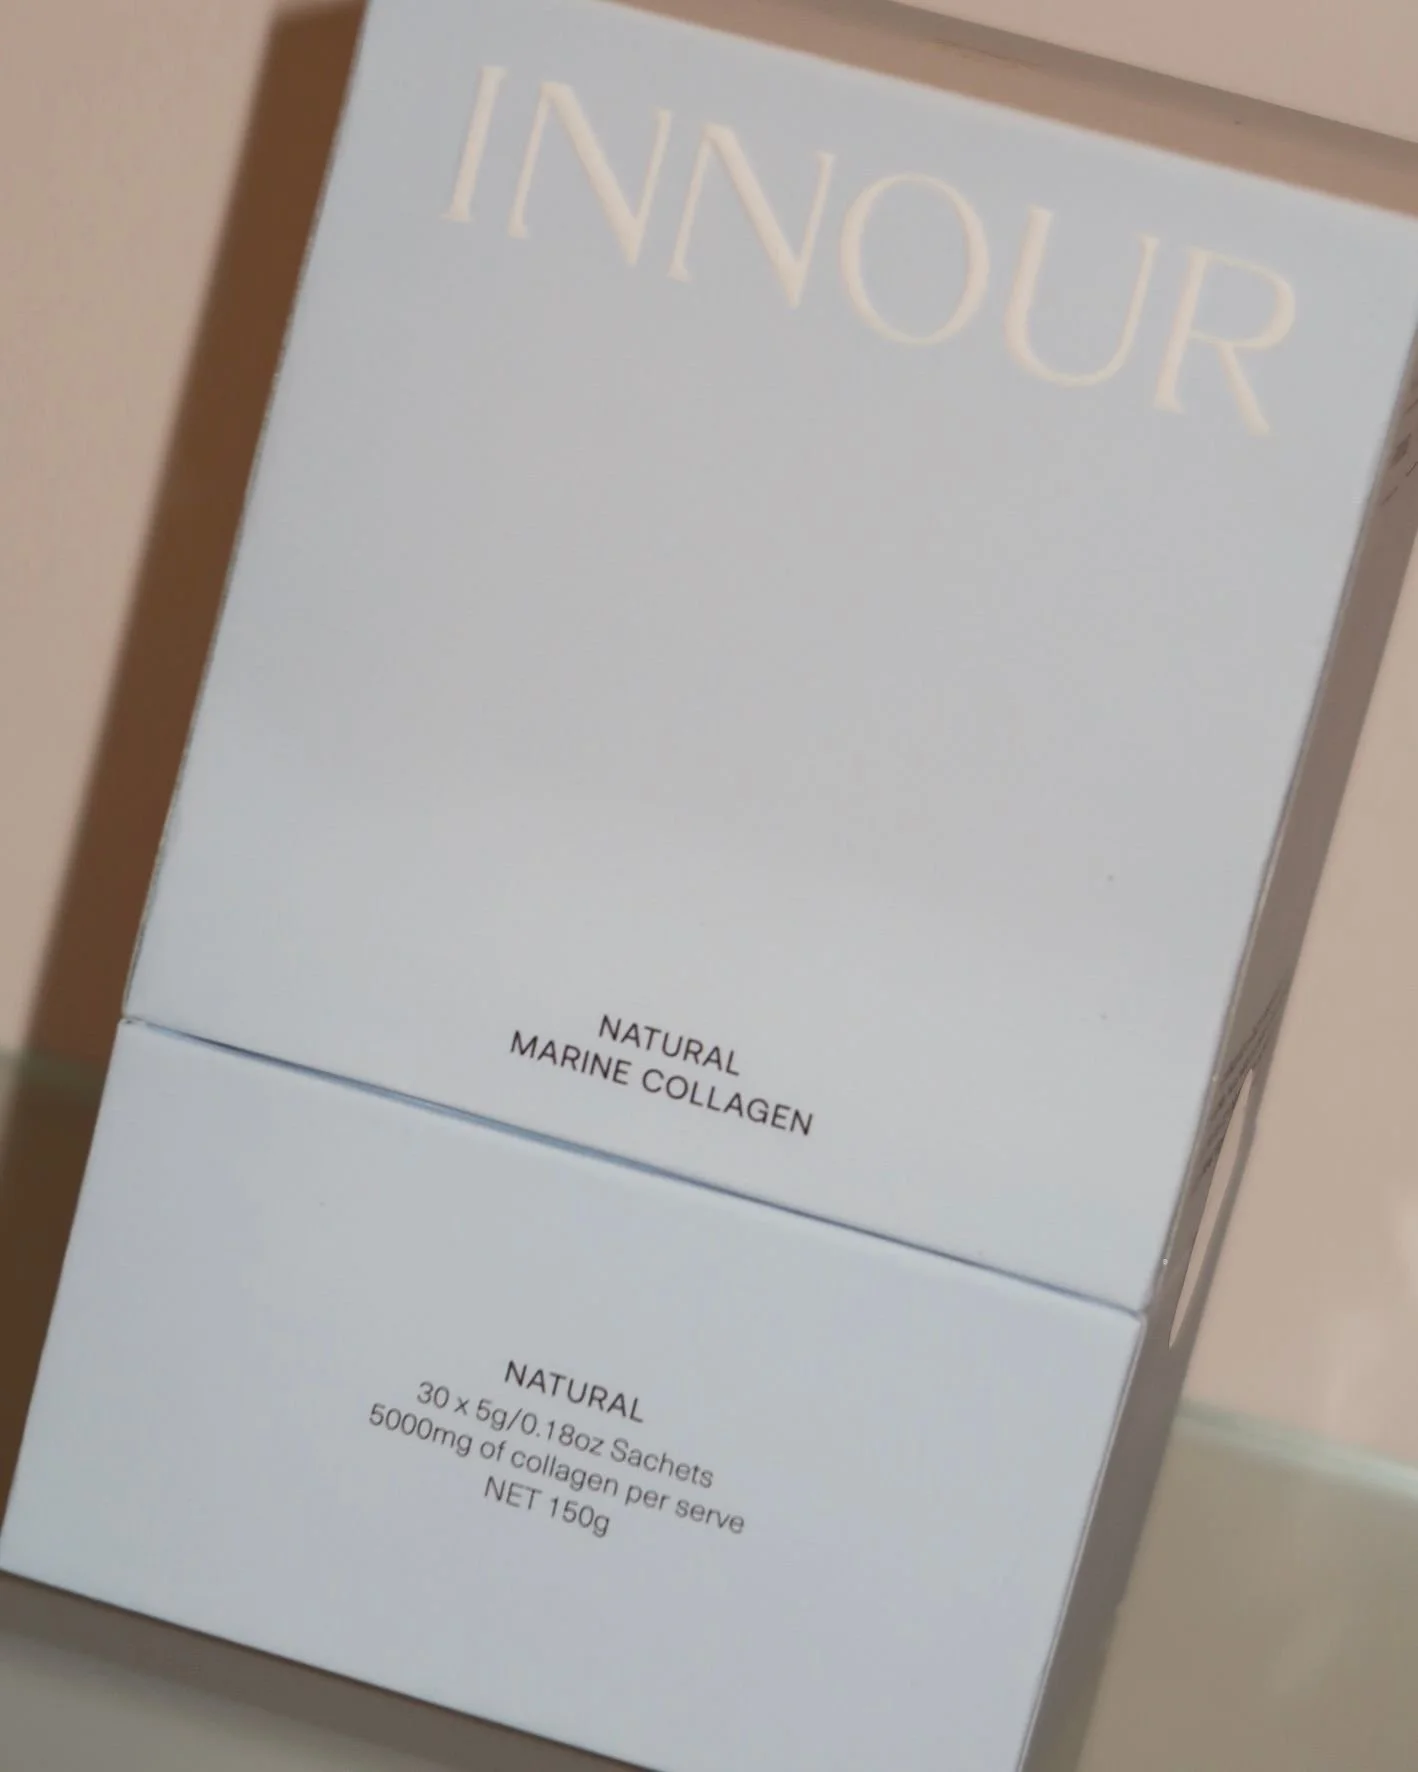 INNOUR
NATURAL
MARINE COLLAGEN
NATURAL
30 x 5g/0.18oz Sachets
5000mg of collagen per serve
NET 150g